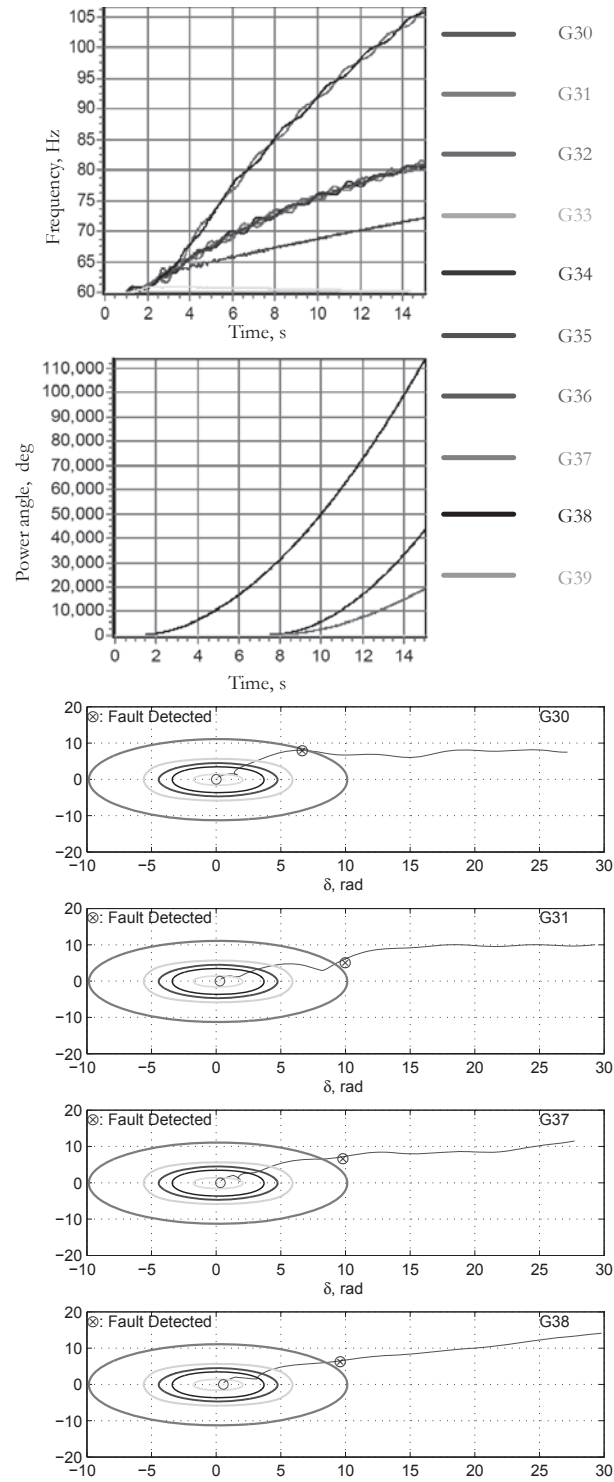 105
100
95
90
85
80
75
70
65
60
Frequency, Hz
0 2 4 6 8 10 12 14
Time, s
G30
G31
G32
G33
G34
G35
G36
G37
G38
G39
110,000
100,000
90,000
80,000
70,000
60,000
50,000
40,000
30,000
20,000
10,000
0
Power angle, deg
0 2 4 6 8 10 12 14
Time, s
⊗: Fault Detected G30
20
10
0
−10
−20
−10 −5 0 5 10 15 20 25 30
δ, rad
⊗: Fault Detected G31
20
10
0
−10
−20
−10 −5 0 5 10 15 20 25 30
δ, rad
⊗: Fault Detected G37
20
10
0
−10
−20
−10 −5 0 5 10 15 20 25 30
δ, rad
⊗: Fault Detected G38
20
10
0
−10
−20
−10 −5 0 5 10 15 20 25 30
δ, rad